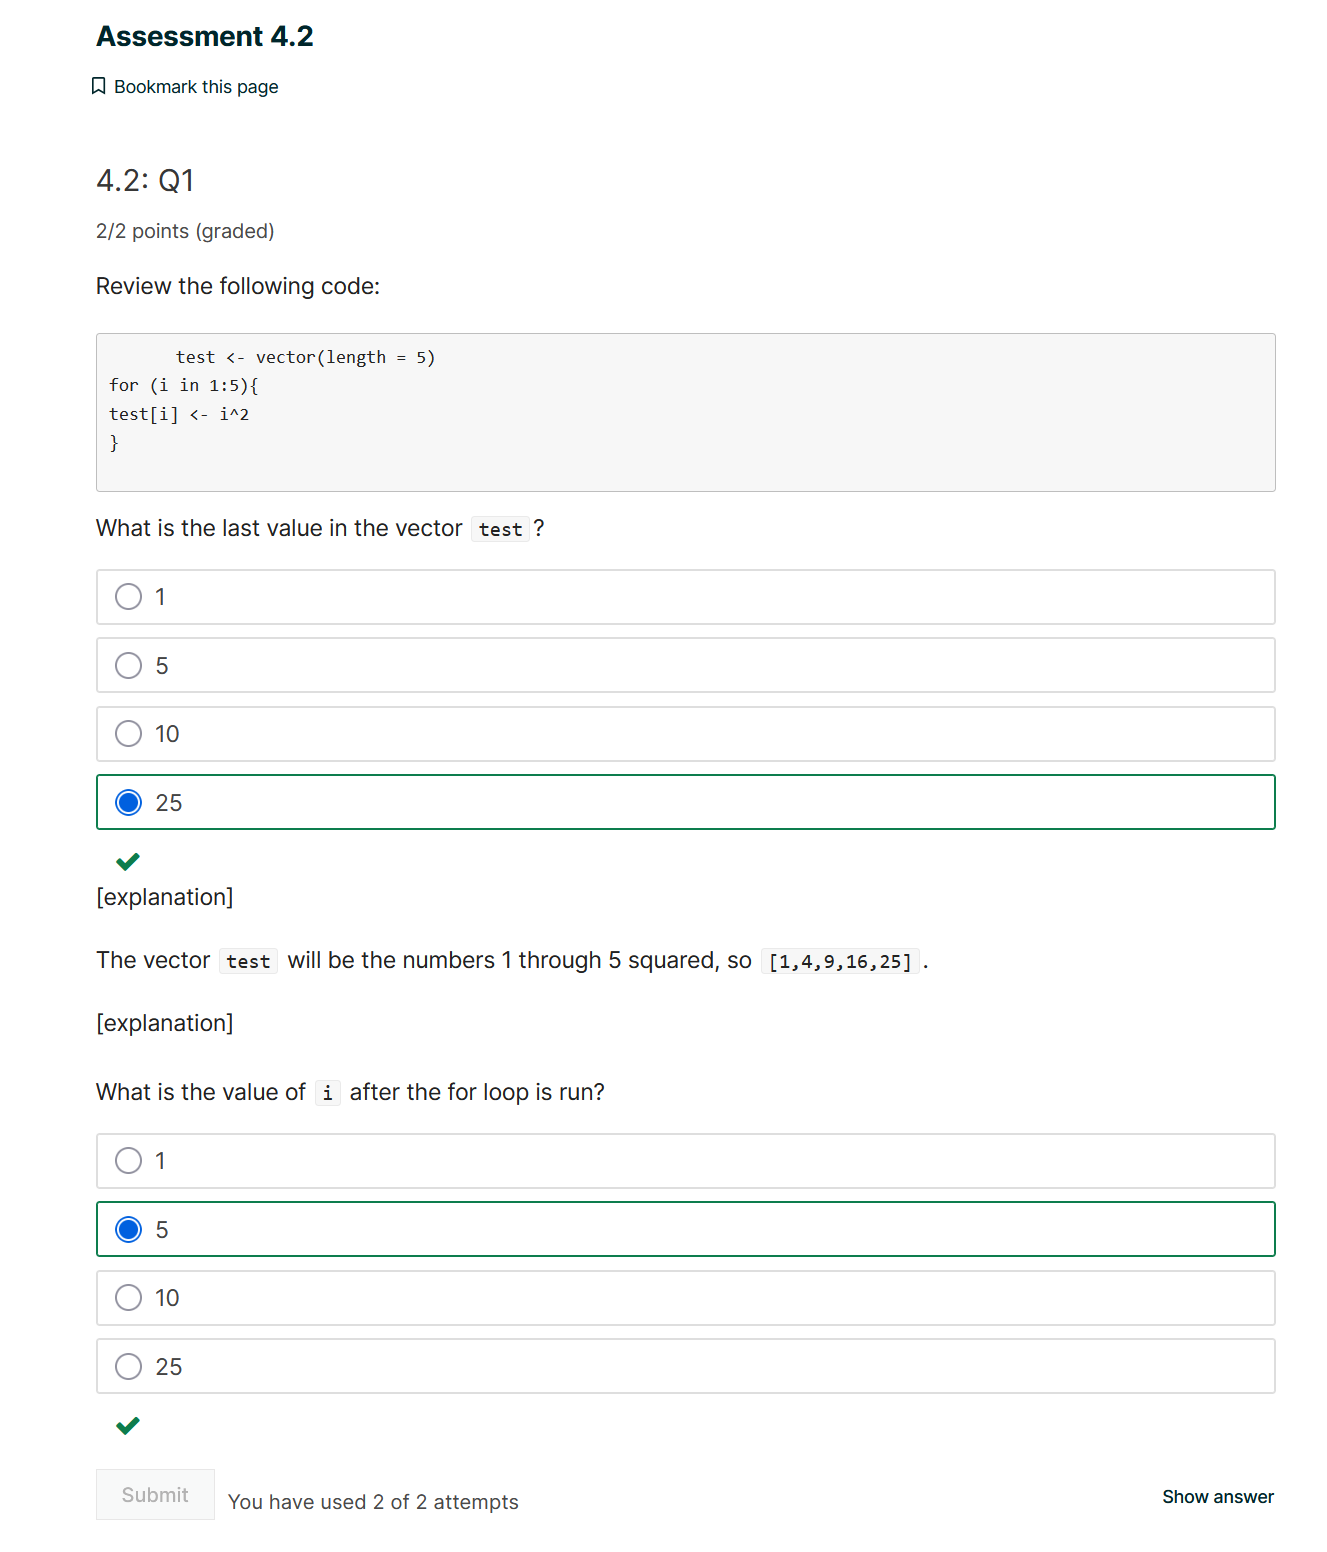 Assessment 4.2
Bookmark this page
4.2: Q1
2/2 points (graded)
Review the following code:
test <- vector(length = 5)
for (i in 1:5){
test[i] <- i^2
}
What is the last value in the vector test ?
1
5
10
25
[explanation]
The vector test will be the numbers 1 through 5 squared, so [1,4,9,16,25] .
[explanation]
What is the value of i after the for loop is run?
1
5
10
25
Submit You have used 2 of 2 attempts Show answer